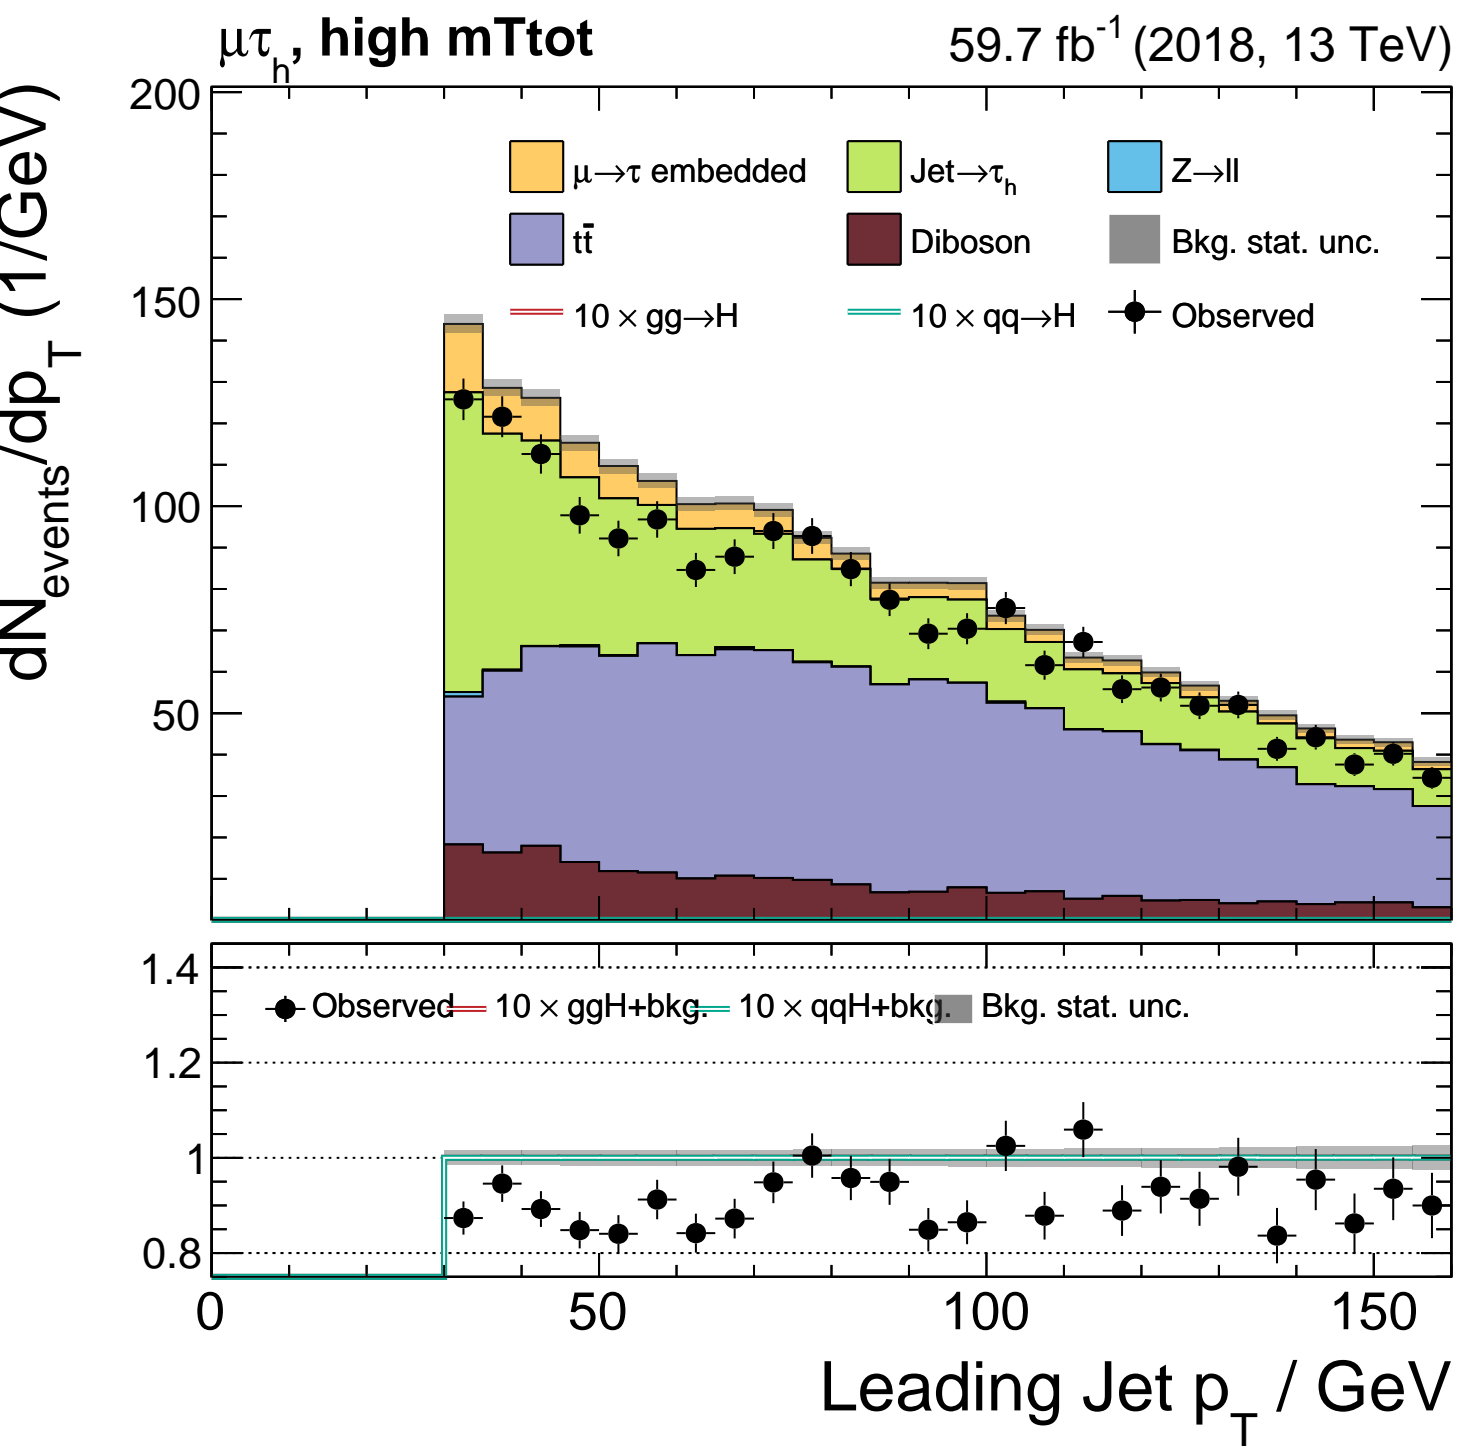 μτh, high mTtot 59.7 fb-1 (2018, 13 TeV)
dNevents/dpT (1/GeV)
200
150
100
50
μ→τ embedded Jet→τh Z→ll
tt̄ Diboson Bkg. stat. unc.
10 × gg→H 10 × qq→H Observed
1.4
1.2
1
0.8
Observed 10 × ggH+bkg. 10 × qqH+bkg. Bkg. stat. unc.
0 50 100 150
Leading Jet pT / GeV